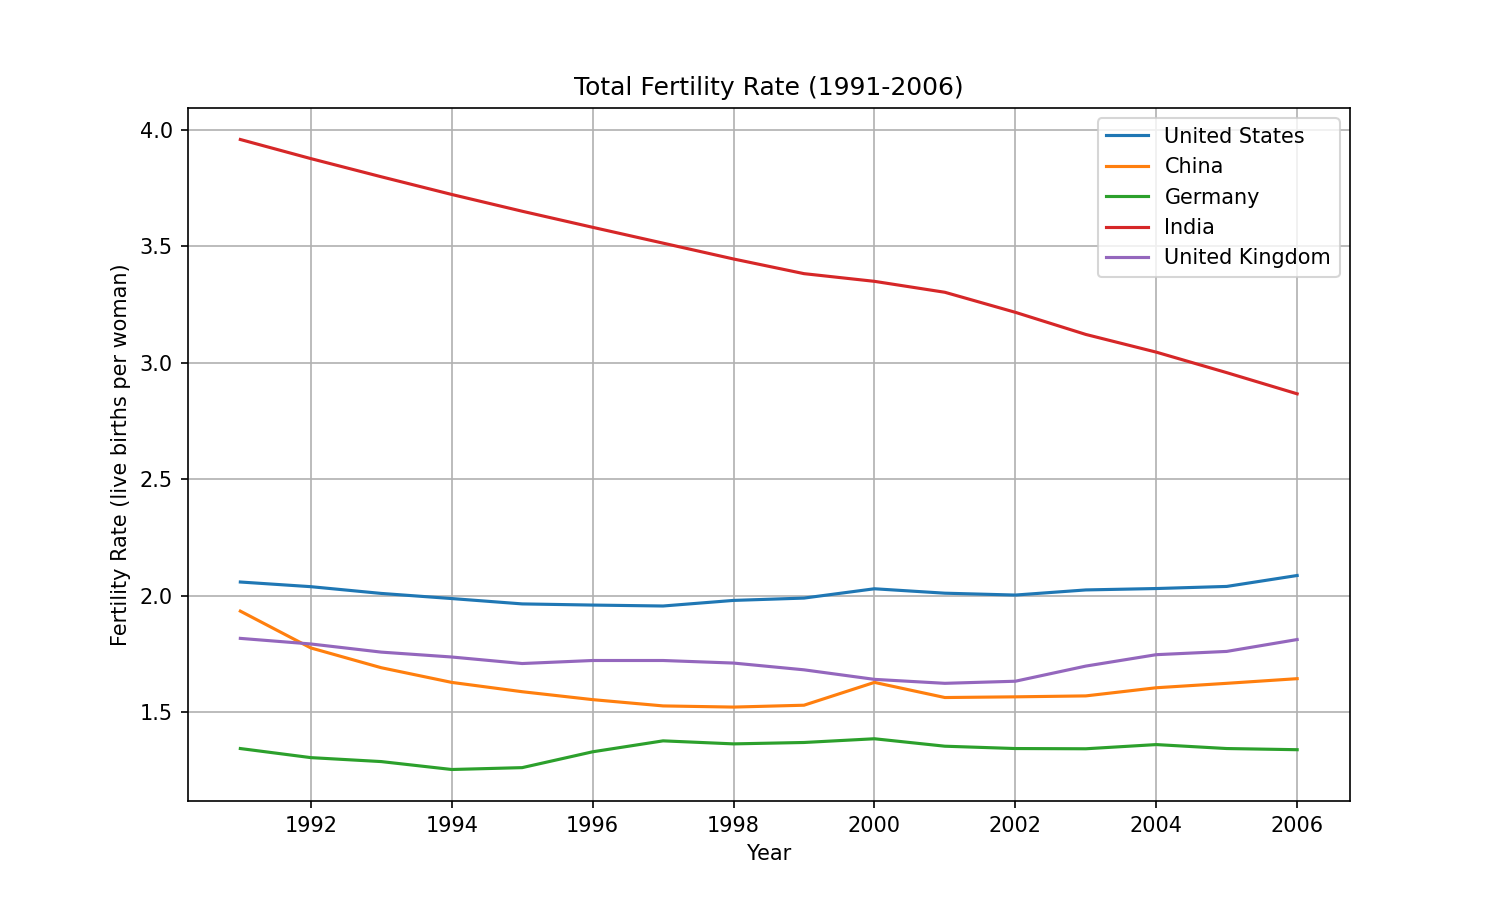 Total Fertility Rate (1991-2006)
Fertility Rate (live births per woman)
4.0
3.5
3.0
2.5
2.0
1.5
United States
China
Germany
India
United Kingdom
1992 1994 1996 1998 2000 2002 2004 2006
Year